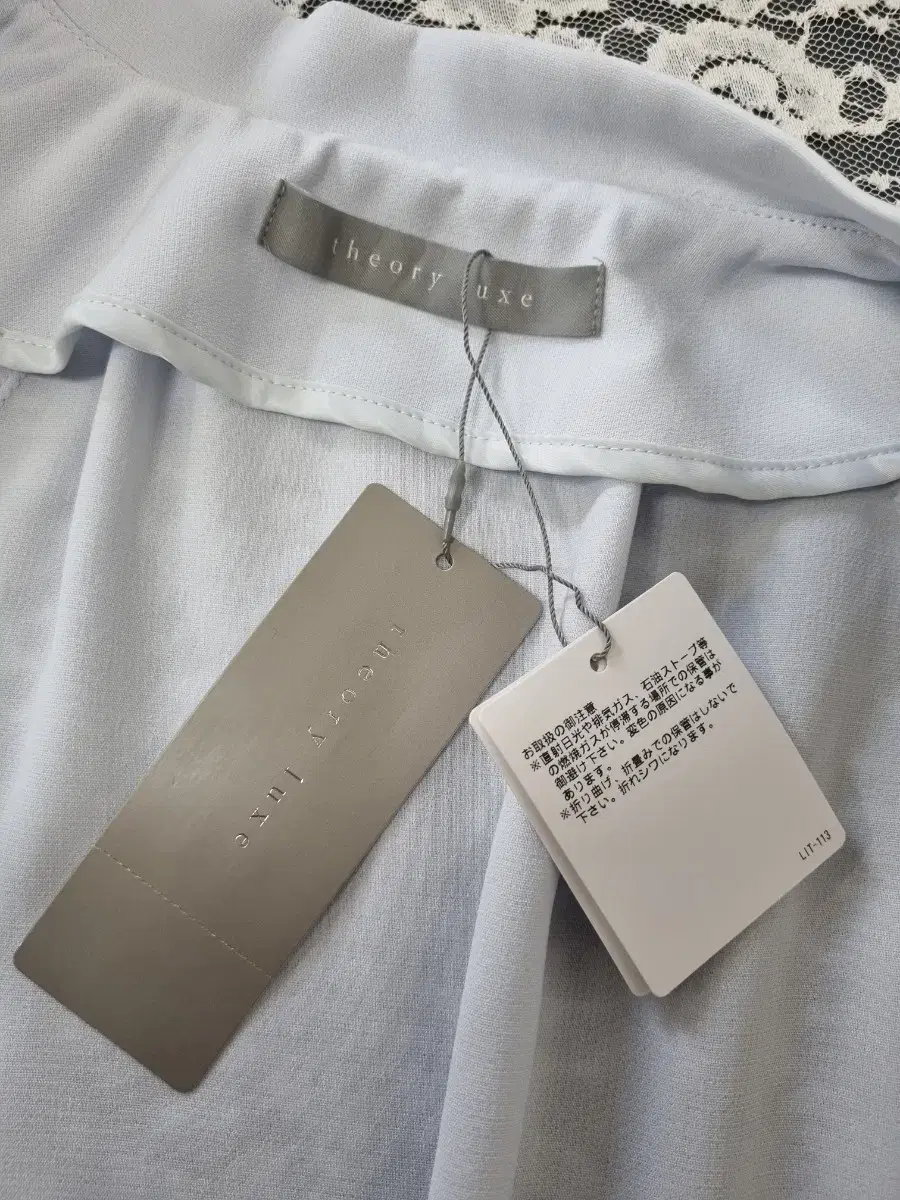 theory luxe
theory luxe
お取扱の御注意
※直射日光や排気ガス、石油ストーブ等
の燃焼ガスが停滞する場所での保管は
御避け下さい。変色の原因になる事が
あります。
※折り曲げ、折畳みでの保管はしないで
下さい。折れシワになります。
LIT-113